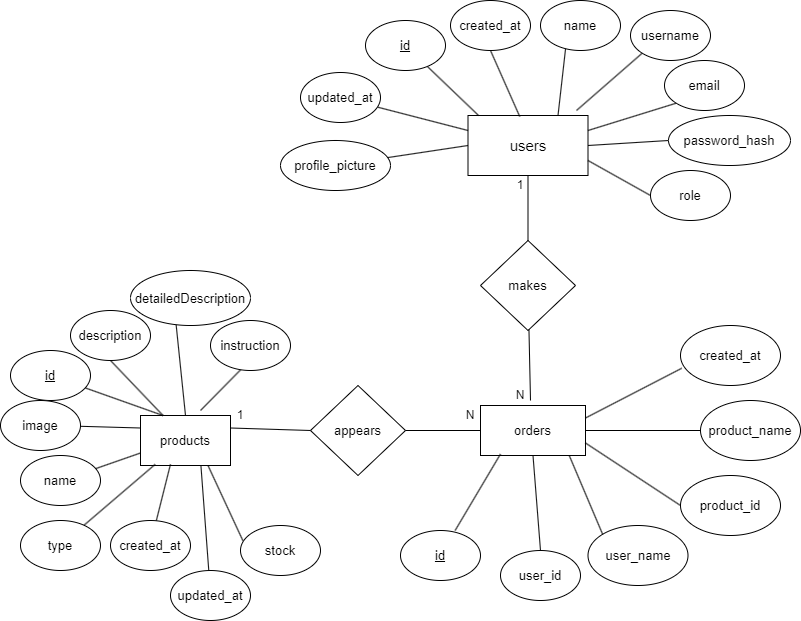 created_at
name
id
username
updated_at
email
profile_picture
users
password_hash
role
1
makes
detailedDescription
description
instruction
id
image
products
name
type
created_at
updated_at
stock
1
appears
N
N
orders
created_at
product_name
product_id
id
user_id
user_name